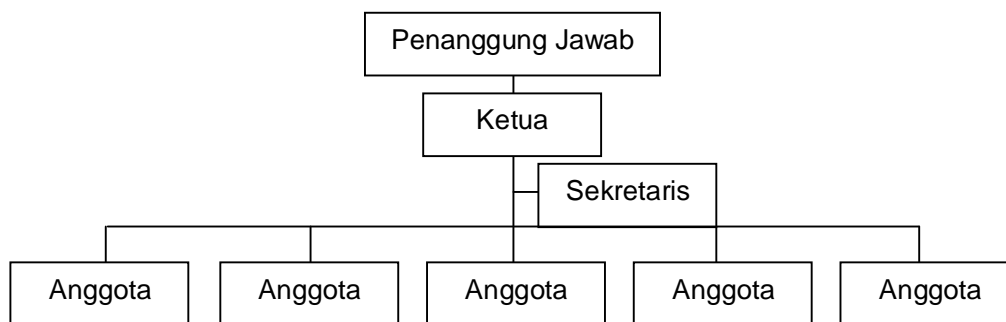 Penanggung Jawab
Ketua
Sekretaris
Anggota
Anggota
Anggota
Anggota
Anggota